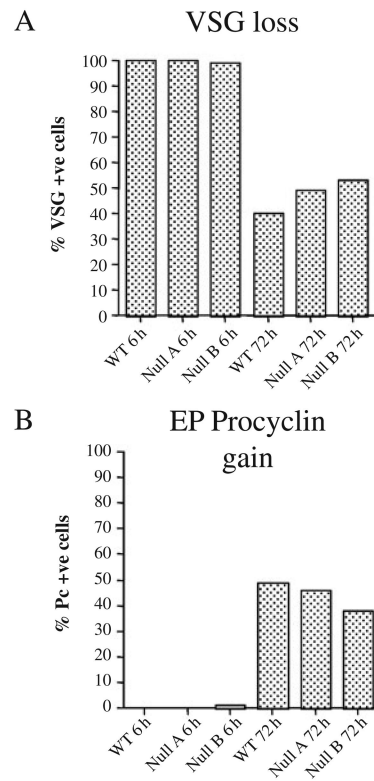 A
VSG loss
% VSG +ve cells
100
90
80
70
60
50
40
30
20
10
0
WT 6h
Null A 6h
Null B 6h
WT 72h
Null A 72h
Null B 72h
B
EP Procyclin
gain
% Pc +ve cells
100
90
80
70
60
50
40
30
20
10
0
WT 6h
Null A 6h
Null B 6h
WT 72h
Null A 72h
Null B 72h